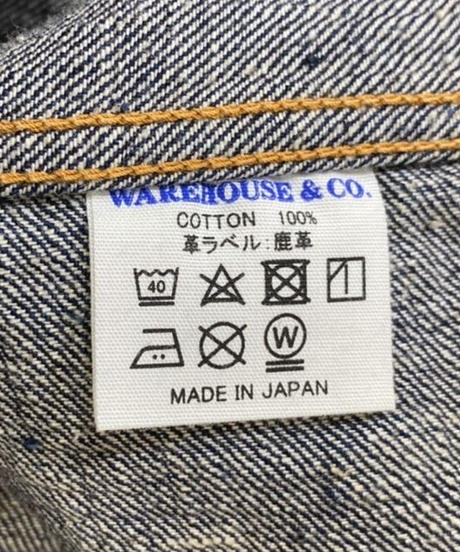 WAREHOUSE & CO.
COTTON 100%
革ラベル:鹿革
40
W
MADE IN JAPAN